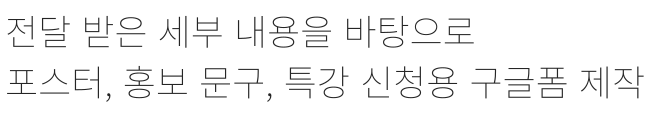 전달 받은 세부 내용을 바탕으로
포스터, 홍보 문구, 특강 신청용 구글폼 제작